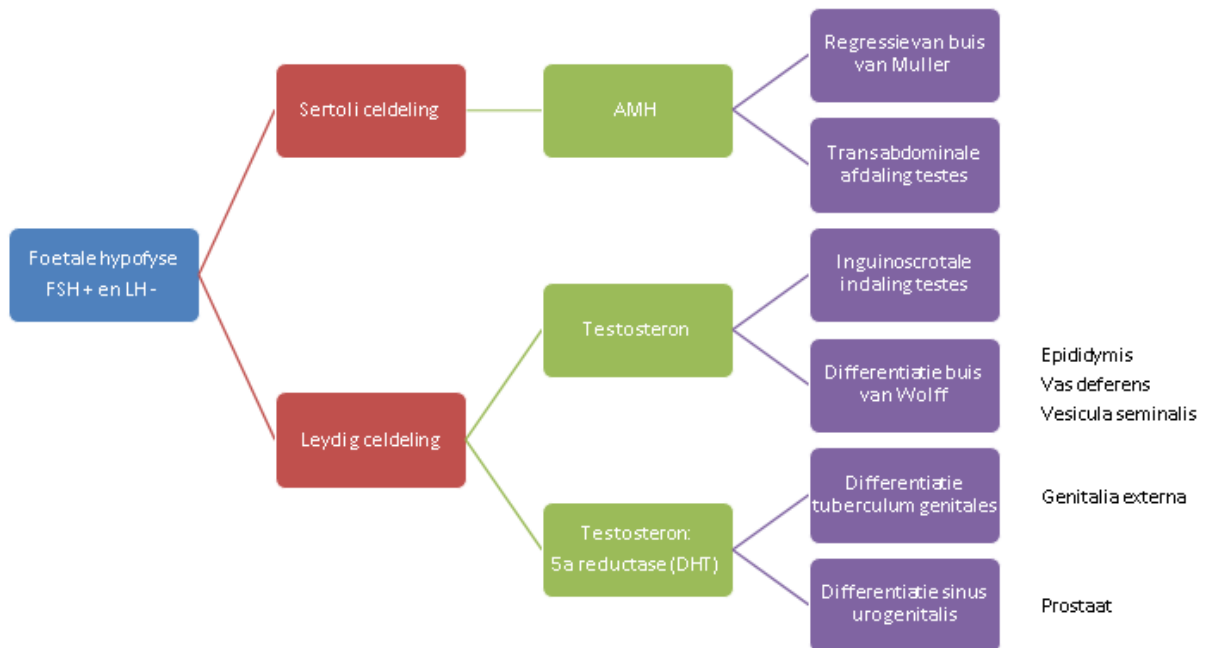 Foetale hypofyse
FSH + en LH -
Sertoli celdeling
Leydig celdeling
AMH
Testosteron
Testosteron:
5a reductase (DHT)
Regressie van buis
van Muller
Transabdominale
afdaling testes
Inguinoscrotale
indaling testes
Differentiatie buis
van Wolff
Differentiatie
tuberculum genitales
Differentiatie sinus
urogenitalis
Epididymis
Vas deferens
Vesicula seminalis
Genitalia externa
Prostaat